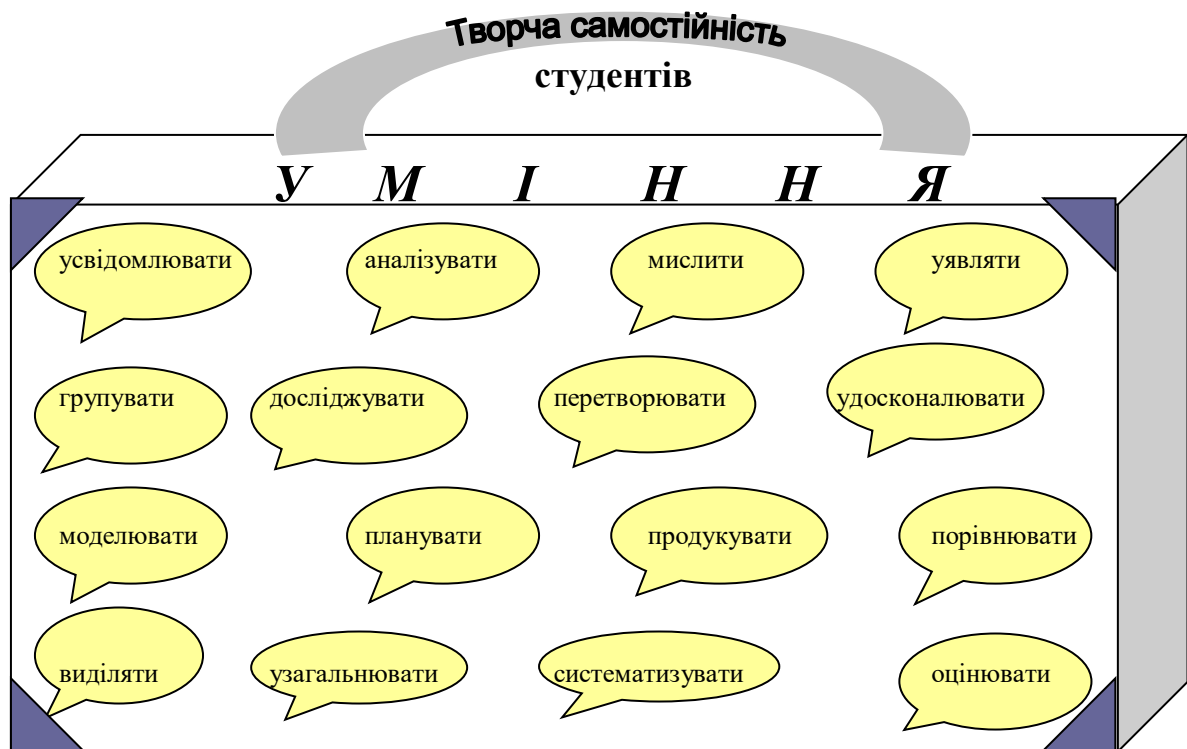 Творча самостійність
студентів
У М І Н Н Я
усвідомлювати аналізувати мислити уявляти
групувати досліджувати перетворювати удосконалювати
моделювати планувати продукувати порівнювати
виділяти узагальнювати систематизувати оцінювати